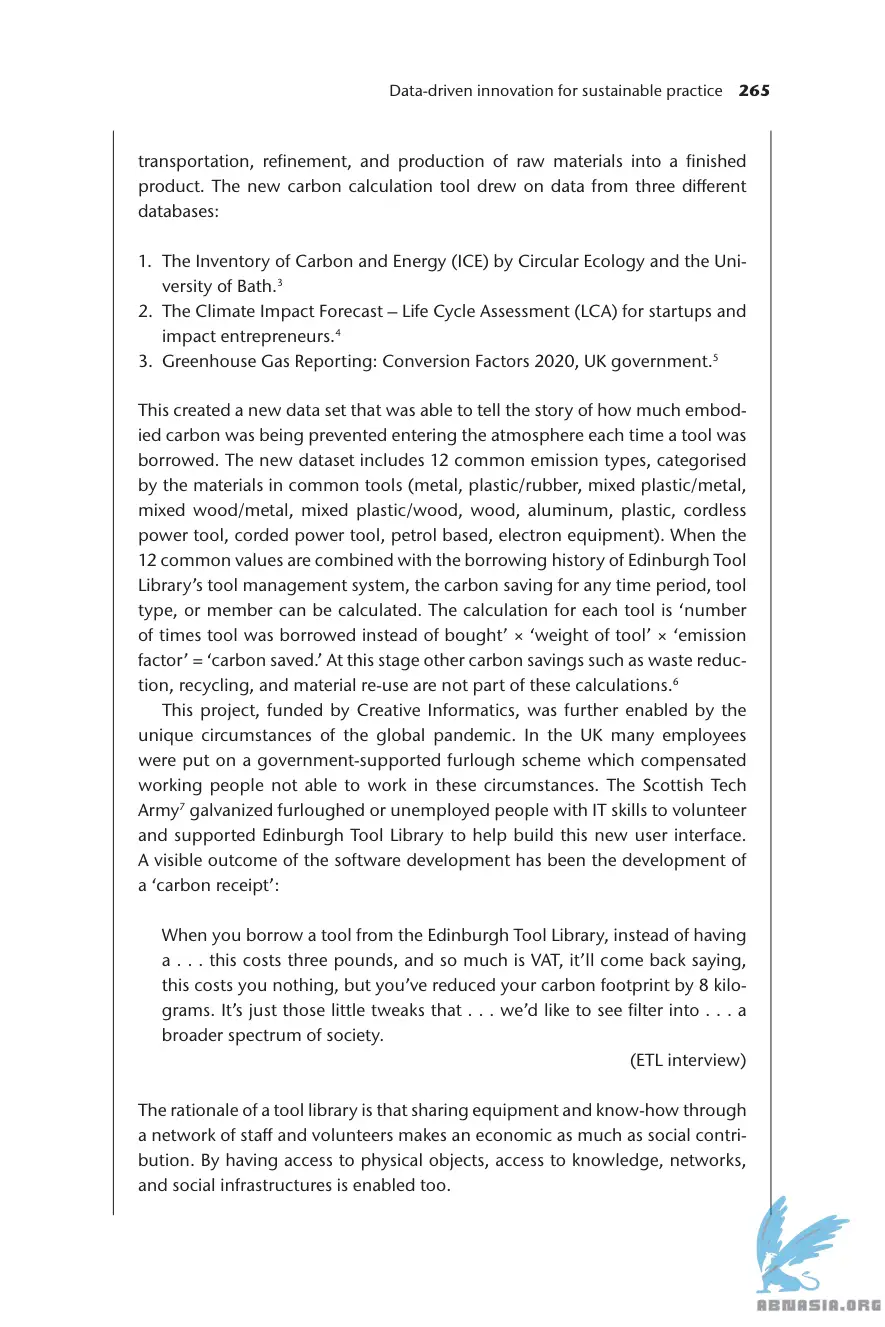 Data-driven innovation for sustainable practice 265
transportation, refinement, and production of raw materials into a finished
product. The new carbon calculation tool drew on data from three different
databases:
1. The Inventory of Carbon and Energy (ICE) by Circular Ecology and the Uni-
versity of Bath.³
2. The Climate Impact Forecast – Life Cycle Assessment (LCA) for startups and
impact entrepreneurs.⁴
3. Greenhouse Gas Reporting: Conversion Factors 2020, UK government.⁵
This created a new data set that was able to tell the story of how much embod-
ied carbon was being prevented entering the atmosphere each time a tool was
borrowed. The new dataset includes 12 common emission types, categorised
by the materials in common tools (metal, plastic/rubber, mixed plastic/metal,
mixed wood/metal, mixed plastic/wood, wood, aluminum, plastic, cordless
power tool, corded power tool, petrol based, electron equipment). When the
12 common values are combined with the borrowing history of Edinburgh Tool
Library’s tool management system, the carbon saving for any time period, tool
type, or member can be calculated. The calculation for each tool is ‘number
of times tool was borrowed instead of bought’ × ‘weight of tool’ × ‘emission
factor’ = ‘carbon saved.’ At this stage other carbon savings such as waste reduc-
tion, recycling, and material re-use are not part of these calculations.⁶
This project, funded by Creative Informatics, was further enabled by the
unique circumstances of the global pandemic. In the UK many employees
were put on a government-supported furlough scheme which compensated
working people not able to work in these circumstances. The Scottish Tech
Army⁷ galvanized furloughed or unemployed people with IT skills to volunteer
and supported Edinburgh Tool Library to help build this new user interface.
A visible outcome of the software development has been the development of
a ‘carbon receipt’:
When you borrow a tool from the Edinburgh Tool Library, instead of having
a . . . this costs three pounds, and so much is VAT, it’ll come back saying,
this costs you nothing, but you’ve reduced your carbon footprint by 8 kilo-
grams. It’s just those little tweaks that . . . we’d like to see filter into . . . a
broader spectrum of society.
(ETL interview)
The rationale of a tool library is that sharing equipment and know-how through
a network of staff and volunteers makes an economic as much as social contri-
bution. By having access to physical objects, access to knowledge, networks,
and social infrastructures is enabled too.
ABNASIA.ORG